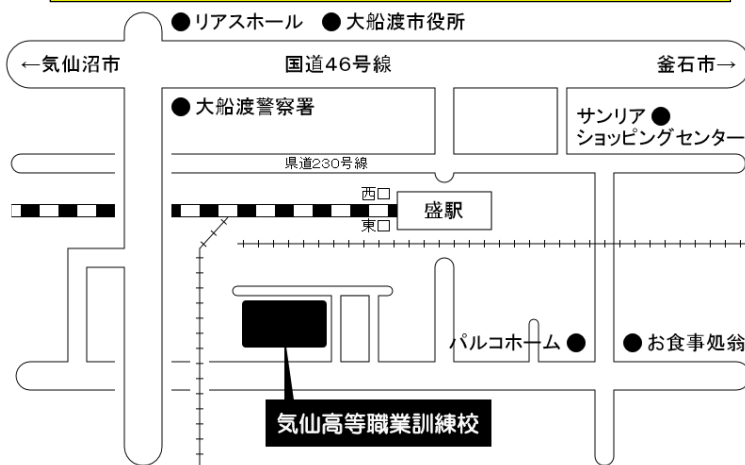 ●リアスホール ●大船渡市役所
←気仙沼市 国道46号線 釜石市→
●大船渡警察署
サンリア●
ショッピングセンター
県道230号線
西口
盛駅
東口
パルコホーム● ●お食事処翁
気仙高等職業訓練校